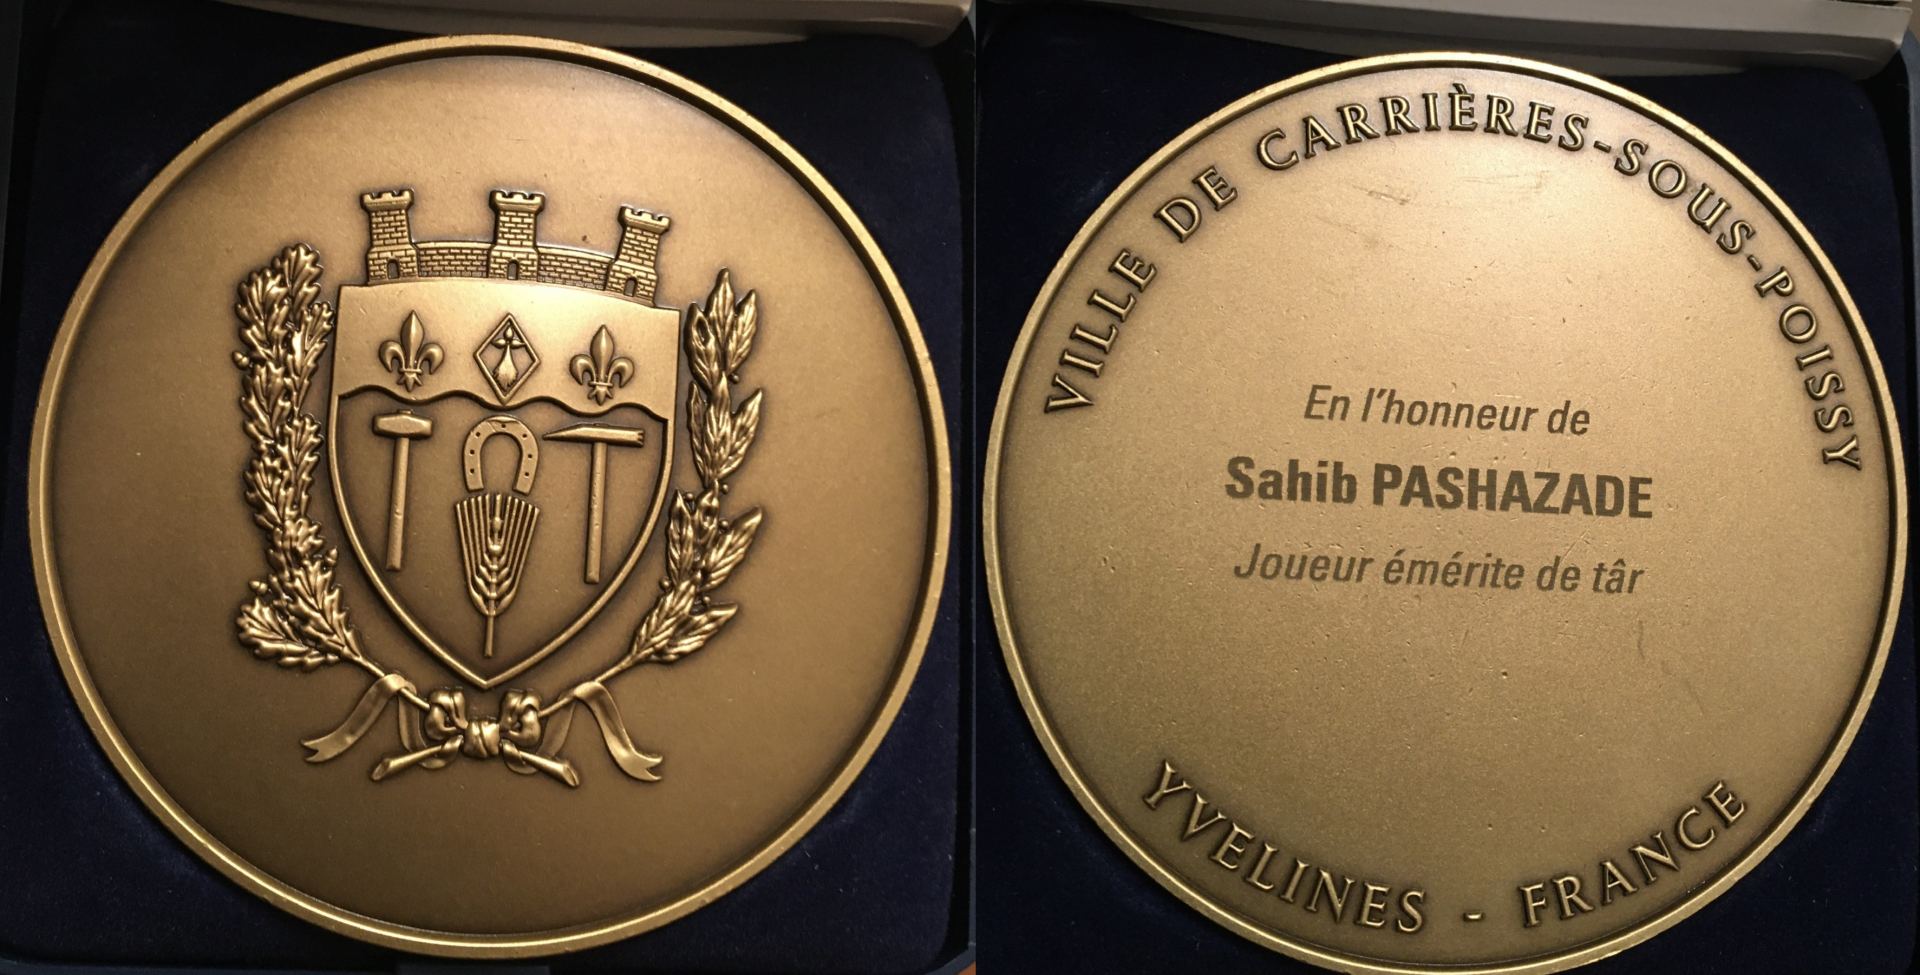 VILLE DE CARRIÈRES-SOUS-POISSY
En l'honneur de
Sahib PASHAZADE
Joueur émérite de târ
YVELINES - FRANCE